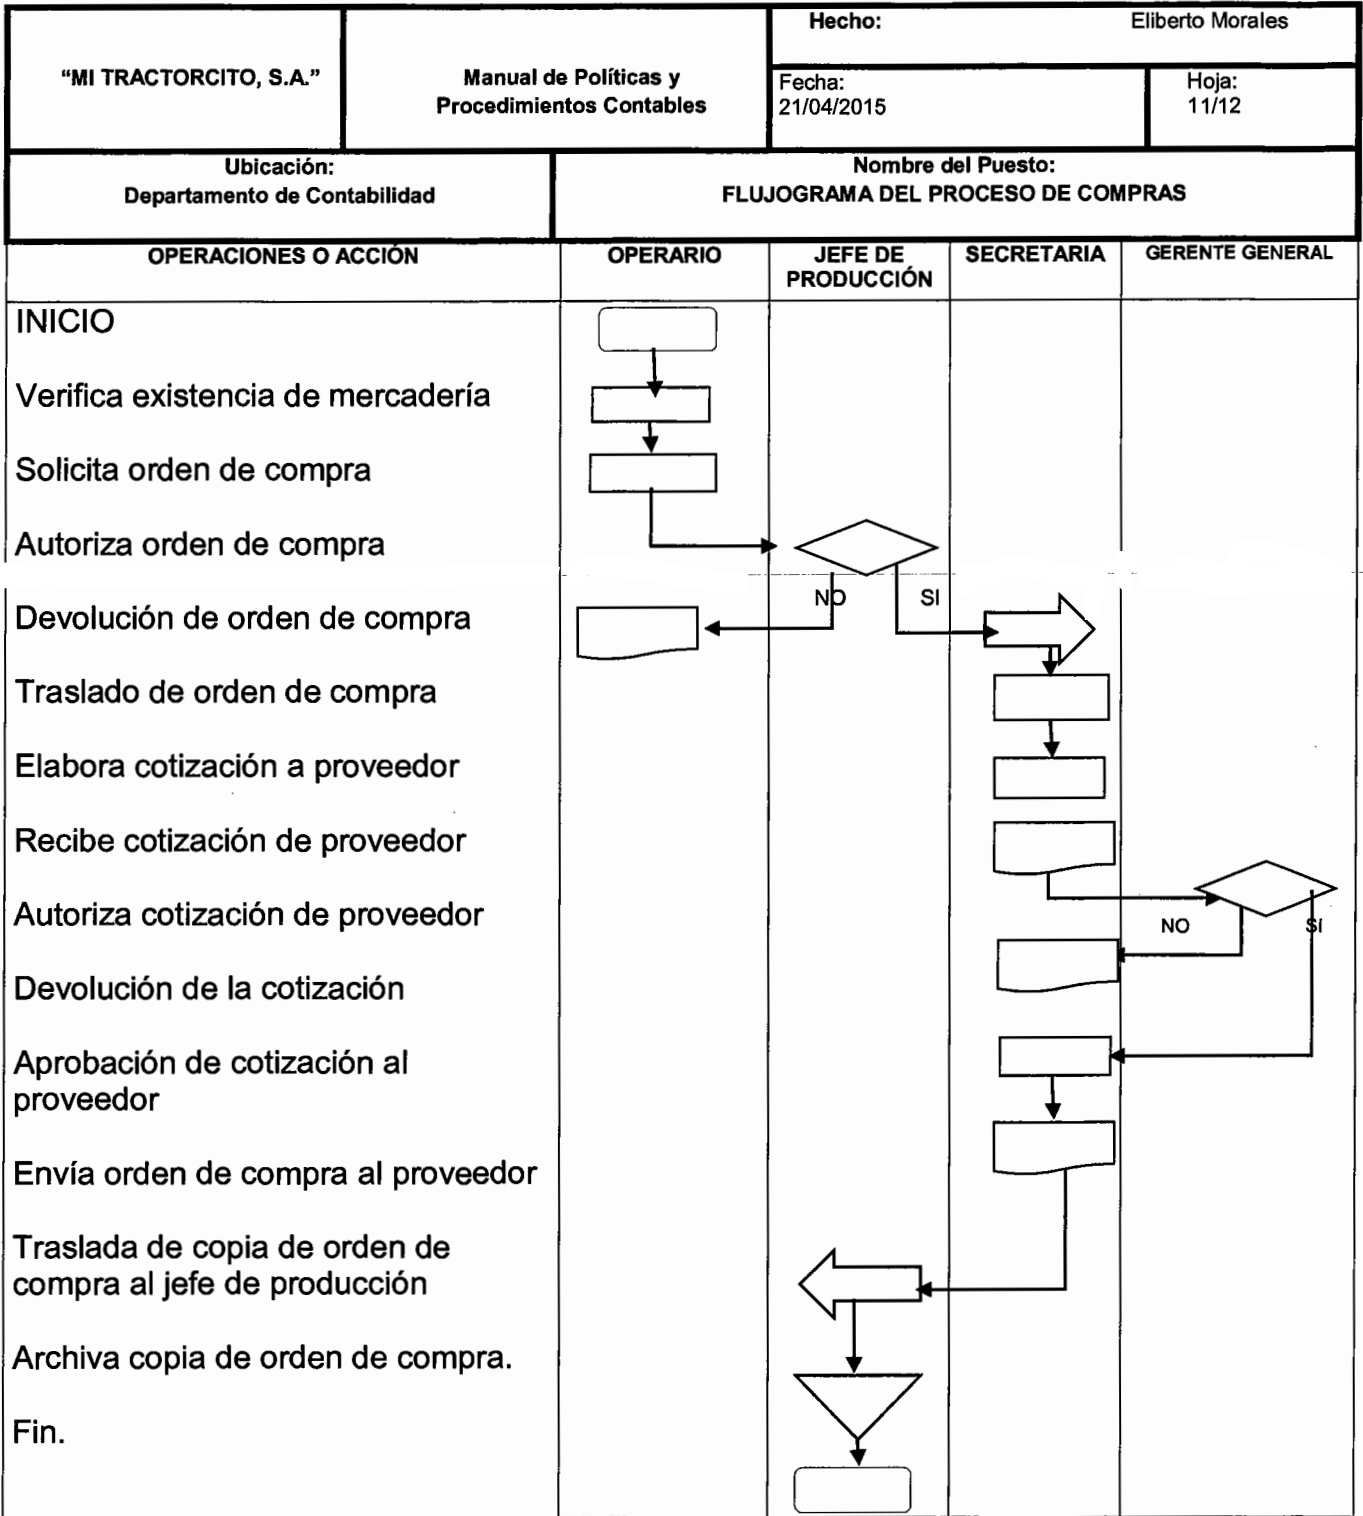 Hecho: Eliberto Morales
"MI TRACTORCITO, S.A."
Manual de Políticas y
Procedimientos Contables
Fecha:
21/04/2015
Hoja:
11/12
Ubicación:
Departamento de Contabilidad
Nombre del Puesto:
FLUJOGRAMA DEL PROCESO DE COMPRAS
OPERACIONES O ACCIÓN
OPERARIO
JEFE DE
PRODUCCIÓN
SECRETARIA
GERENTE GENERAL
INICIO
Verifica existencia de mercadería
Solicita orden de compra
Autoriza orden de compra
NO
SI
Devolución de orden de compra
Traslado de orden de compra
Elabora cotización a proveedor
Recibe cotización de proveedor
Autoriza cotización de proveedor
NO
SI
Devolución de la cotización
Aprobación de cotización al
proveedor
Envía orden de compra al proveedor
Traslada de copia de orden de
compra al jefe de producción
Archiva copia de orden de compra.
Fin.